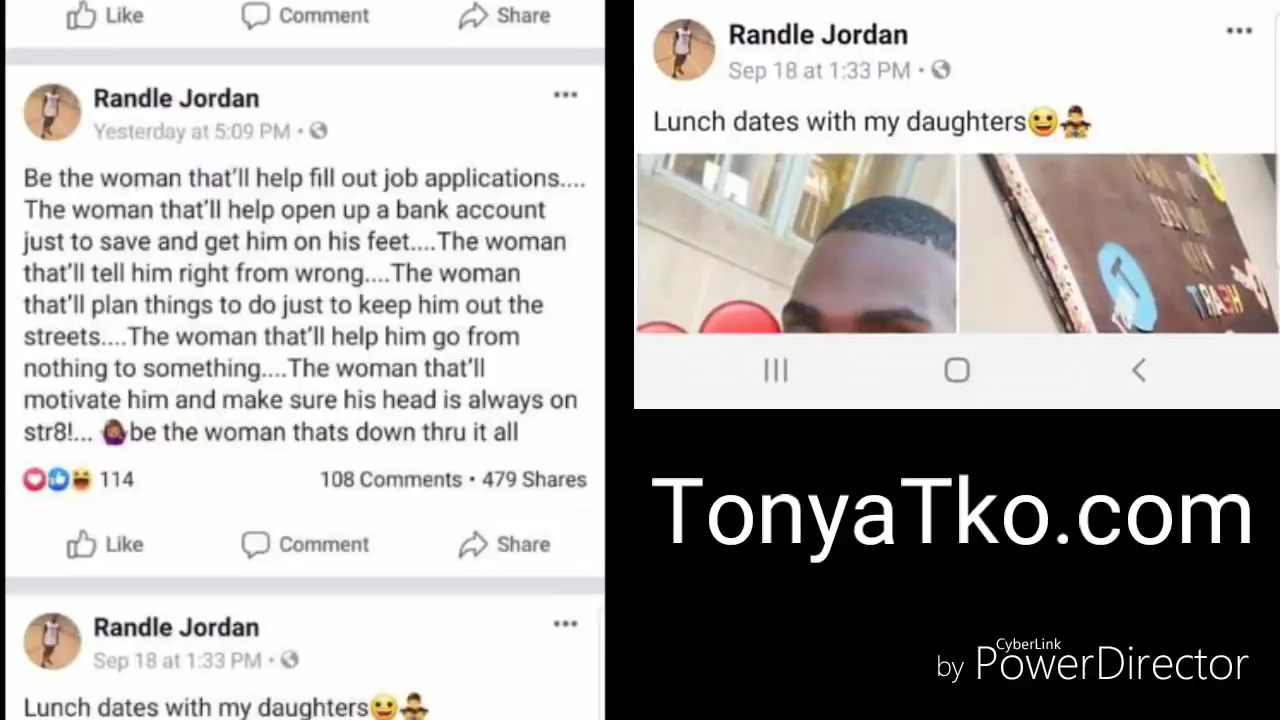 Like Comment Share
Randle Jordan
Yesterday at 5:09 PM •
Be the woman that'll help fill out job applications....
The woman that'll help open up a bank account
just to save and get him on his feet....The woman
that'll tell him right from wrong....The woman
that'll plan things to do just to keep him out the
streets....The woman that'll help him go from
nothing to something....The woman that'll
motivate him and make sure his head is always on
str8!... 🤷🏾‍♀️be the woman thats down thru it all
114 108 Comments • 479 Shares
Like Comment Share
Randle Jordan
Sep 18 at 1:33 PM •
Lunch dates with my daughters😀👨‍👧‍👦
Randle Jordan
Sep 18 at 1:33 PM •
Lunch dates with my daughters😀👨‍👧‍👦
HEART
TonyaTko.com
CyberLink
by PowerDirector